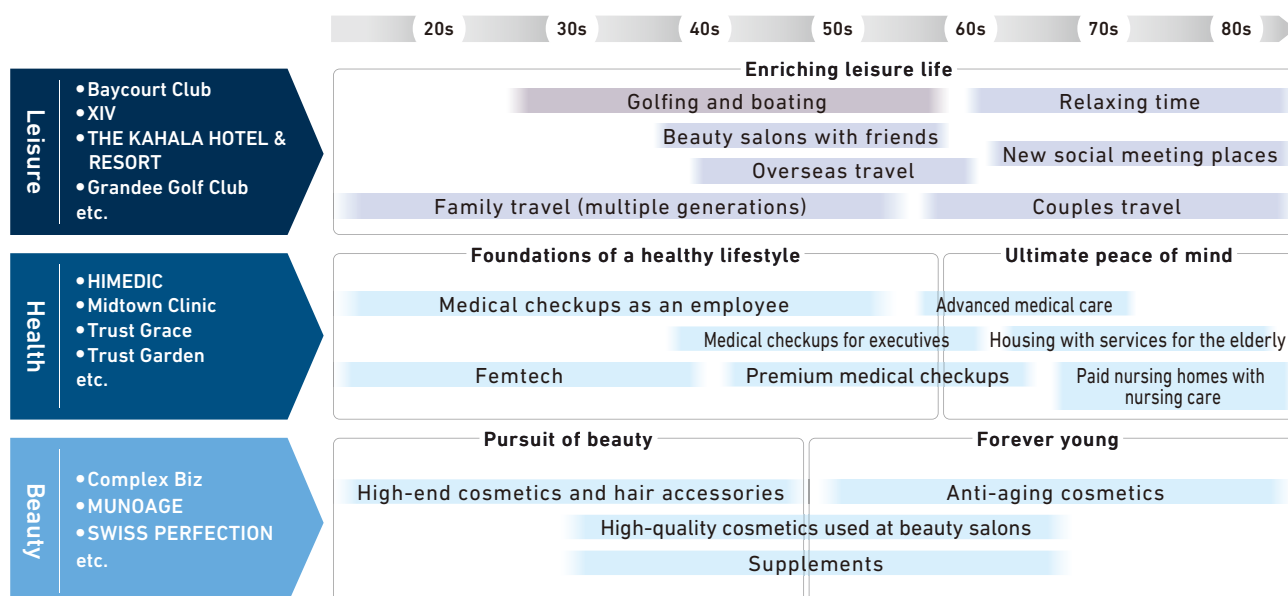 20s 30s 40s 50s 60s 70s 80s
Leisure
•Baycourt Club
•XIV
•THE KAHALA HOTEL &
RESORT
•Grandee Golf Club
etc.
Enriching leisure life
Golfing and boating
Relaxing time
Beauty salons with friends
New social meeting places
Overseas travel
Family travel (multiple generations)
Couples travel
Health
•HIMEDIC
•Midtown Clinic
•Trust Grace
•Trust Garden
etc.
Foundations of a healthy lifestyle
Ultimate peace of mind
Medical checkups as an employee
Advanced medical care
Medical checkups for executives
Housing with services for the elderly
Femtech
Premium medical checkups
Paid nursing homes with
nursing care
Beauty
•Complex Biz
•MUNOAGE
•SWISS PERFECTION
etc.
Pursuit of beauty
Forever young
High-end cosmetics and hair accessories
Anti-aging cosmetics
High-quality cosmetics used at beauty salons
Supplements